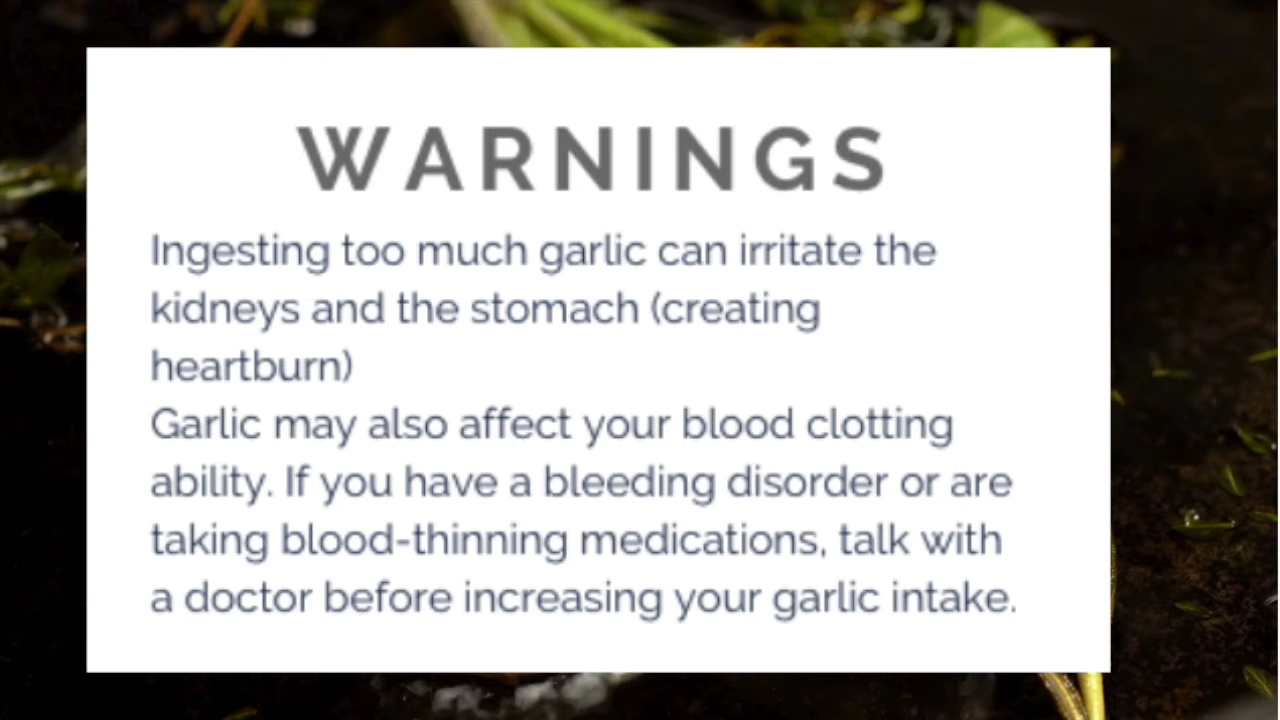 WARNINGS
Ingesting too much garlic can irritate the
kidneys and the stomach (creating
heartburn)
Garlic may also affect your blood clotting
ability. If you have a bleeding disorder or are
taking blood-thinning medications, talk with
a doctor before increasing your garlic intake.